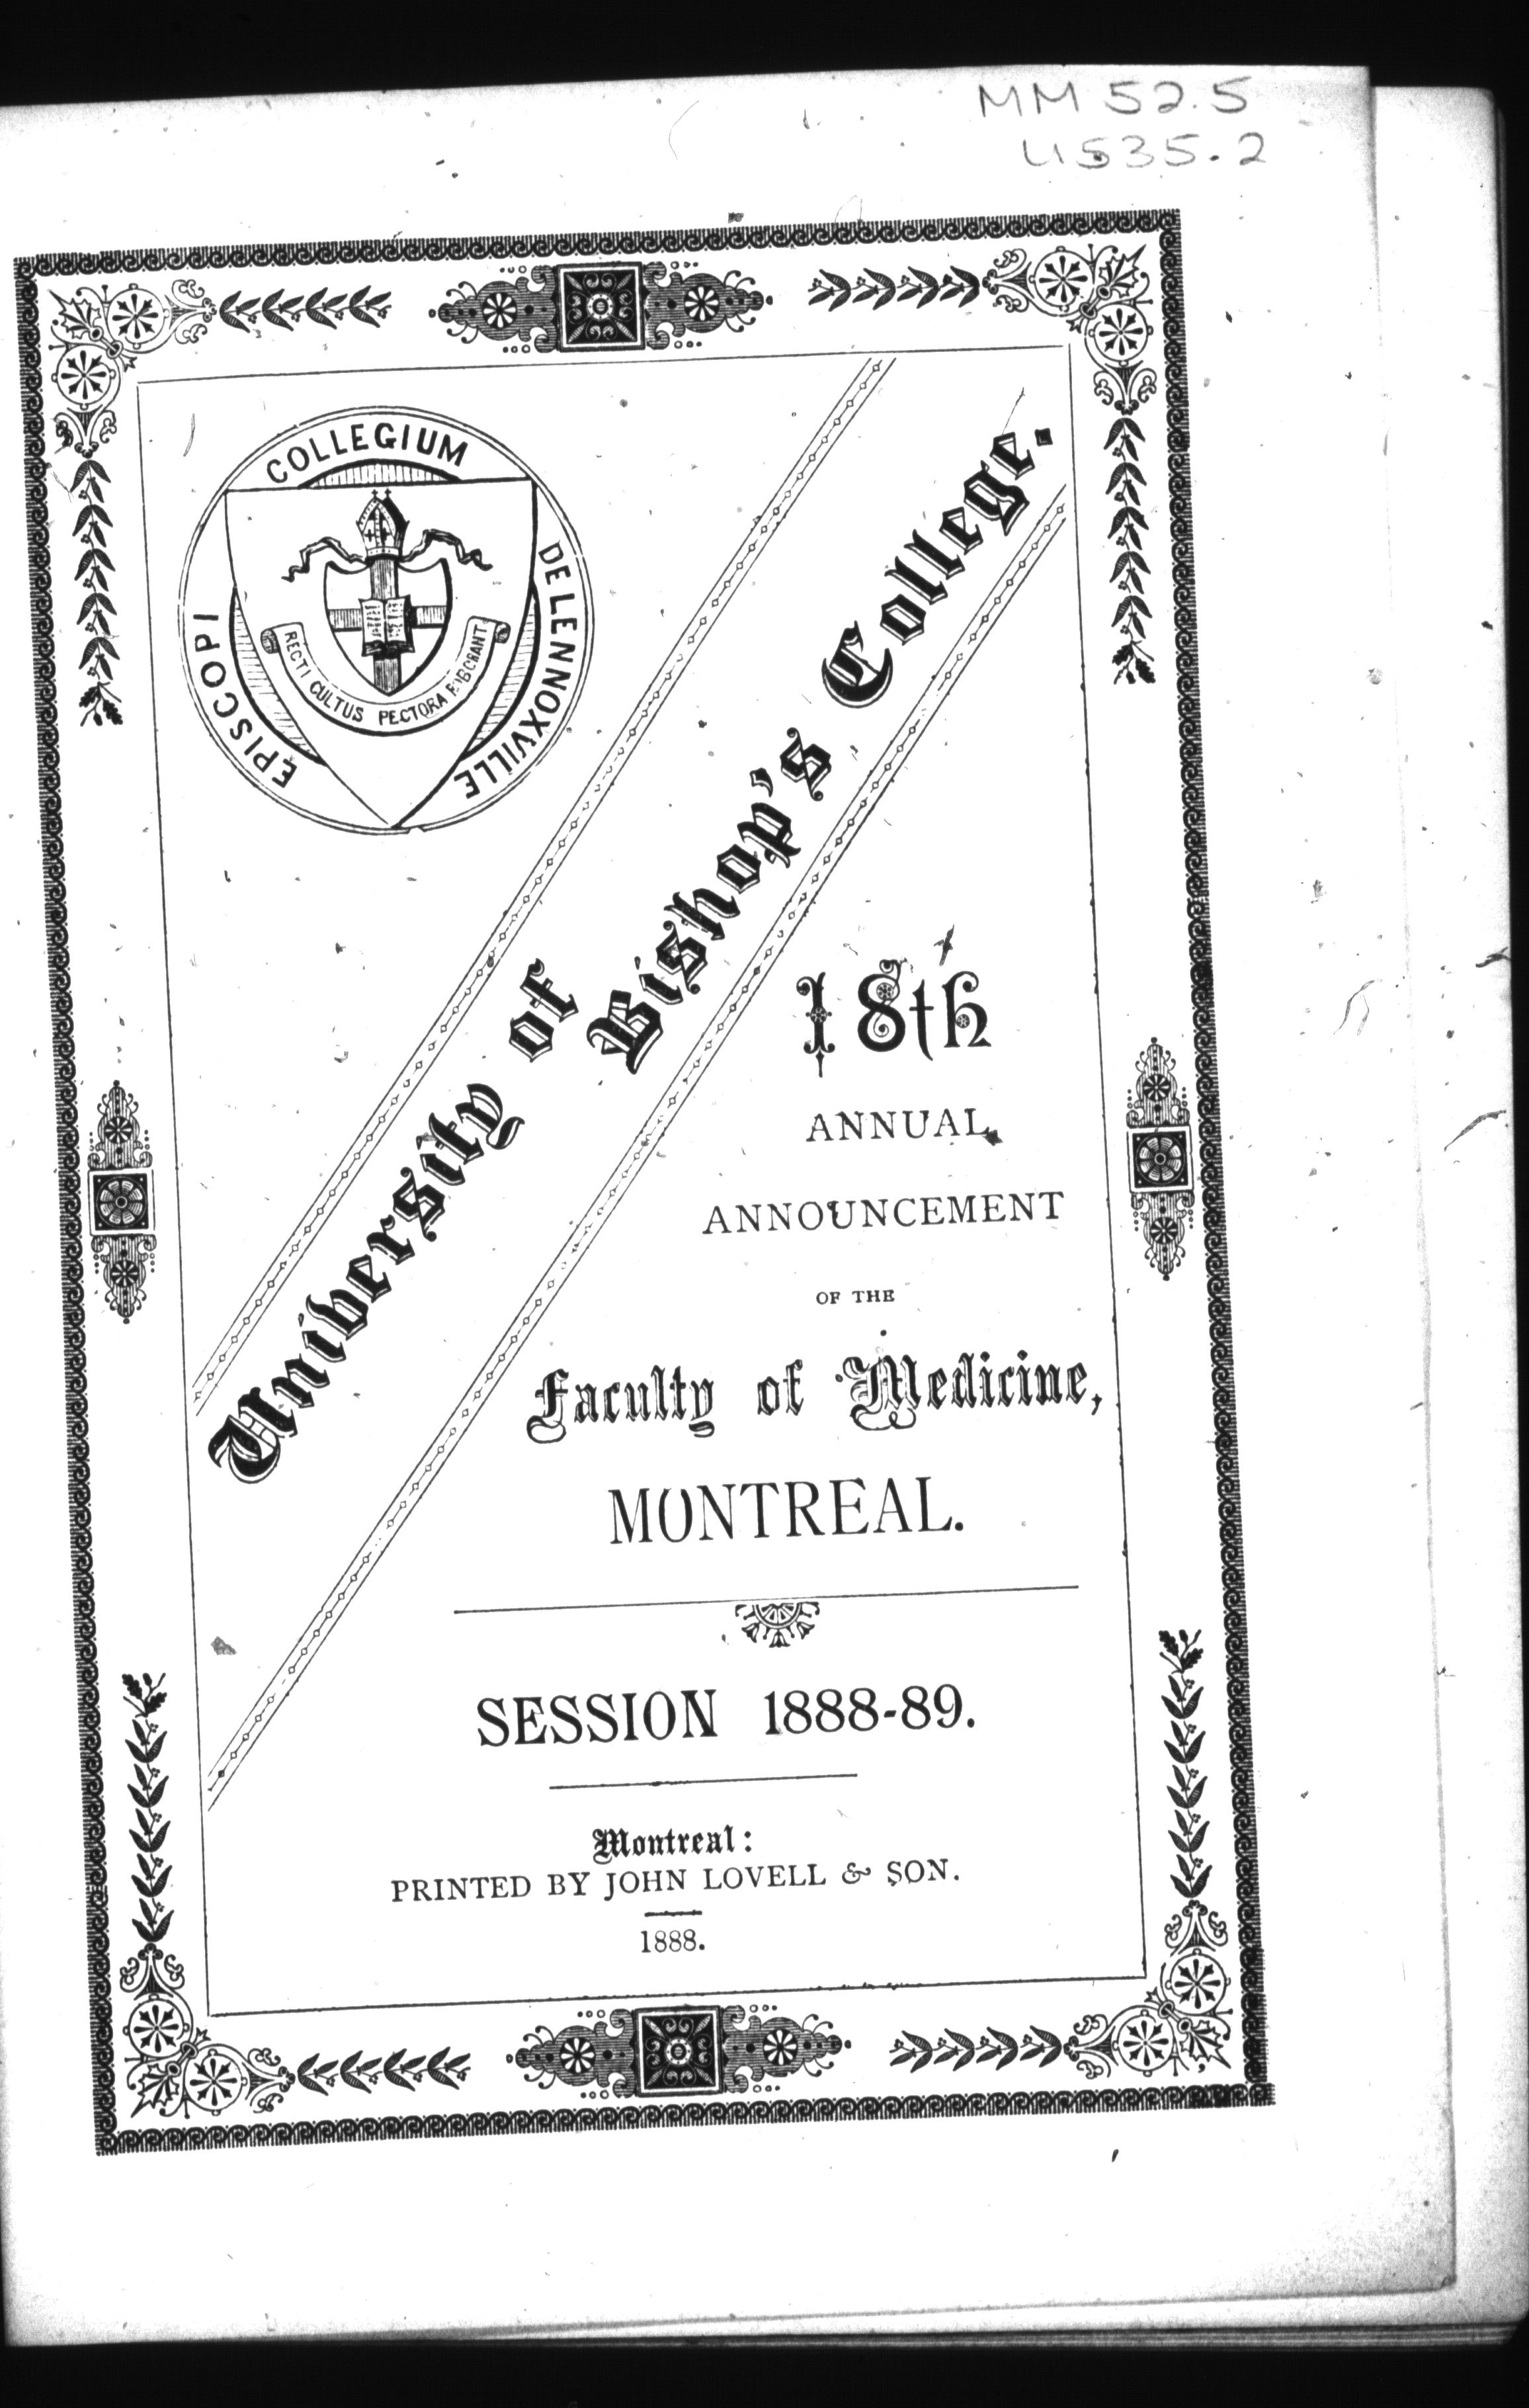 MM 52.5
U535.2
COLLEGIUM
EPISCOPI
DE LENNOXVILLE
RECTI CULTUS PECTORA
University of Bishop's College.
18th
ANNUAL
ANNOUNCEMENT
OF THE
Faculty of Medicine,
MONTREAL.
SESSION 1888-89.
Montreal:
PRINTED BY JOHN LOVELL & SON.
1888.